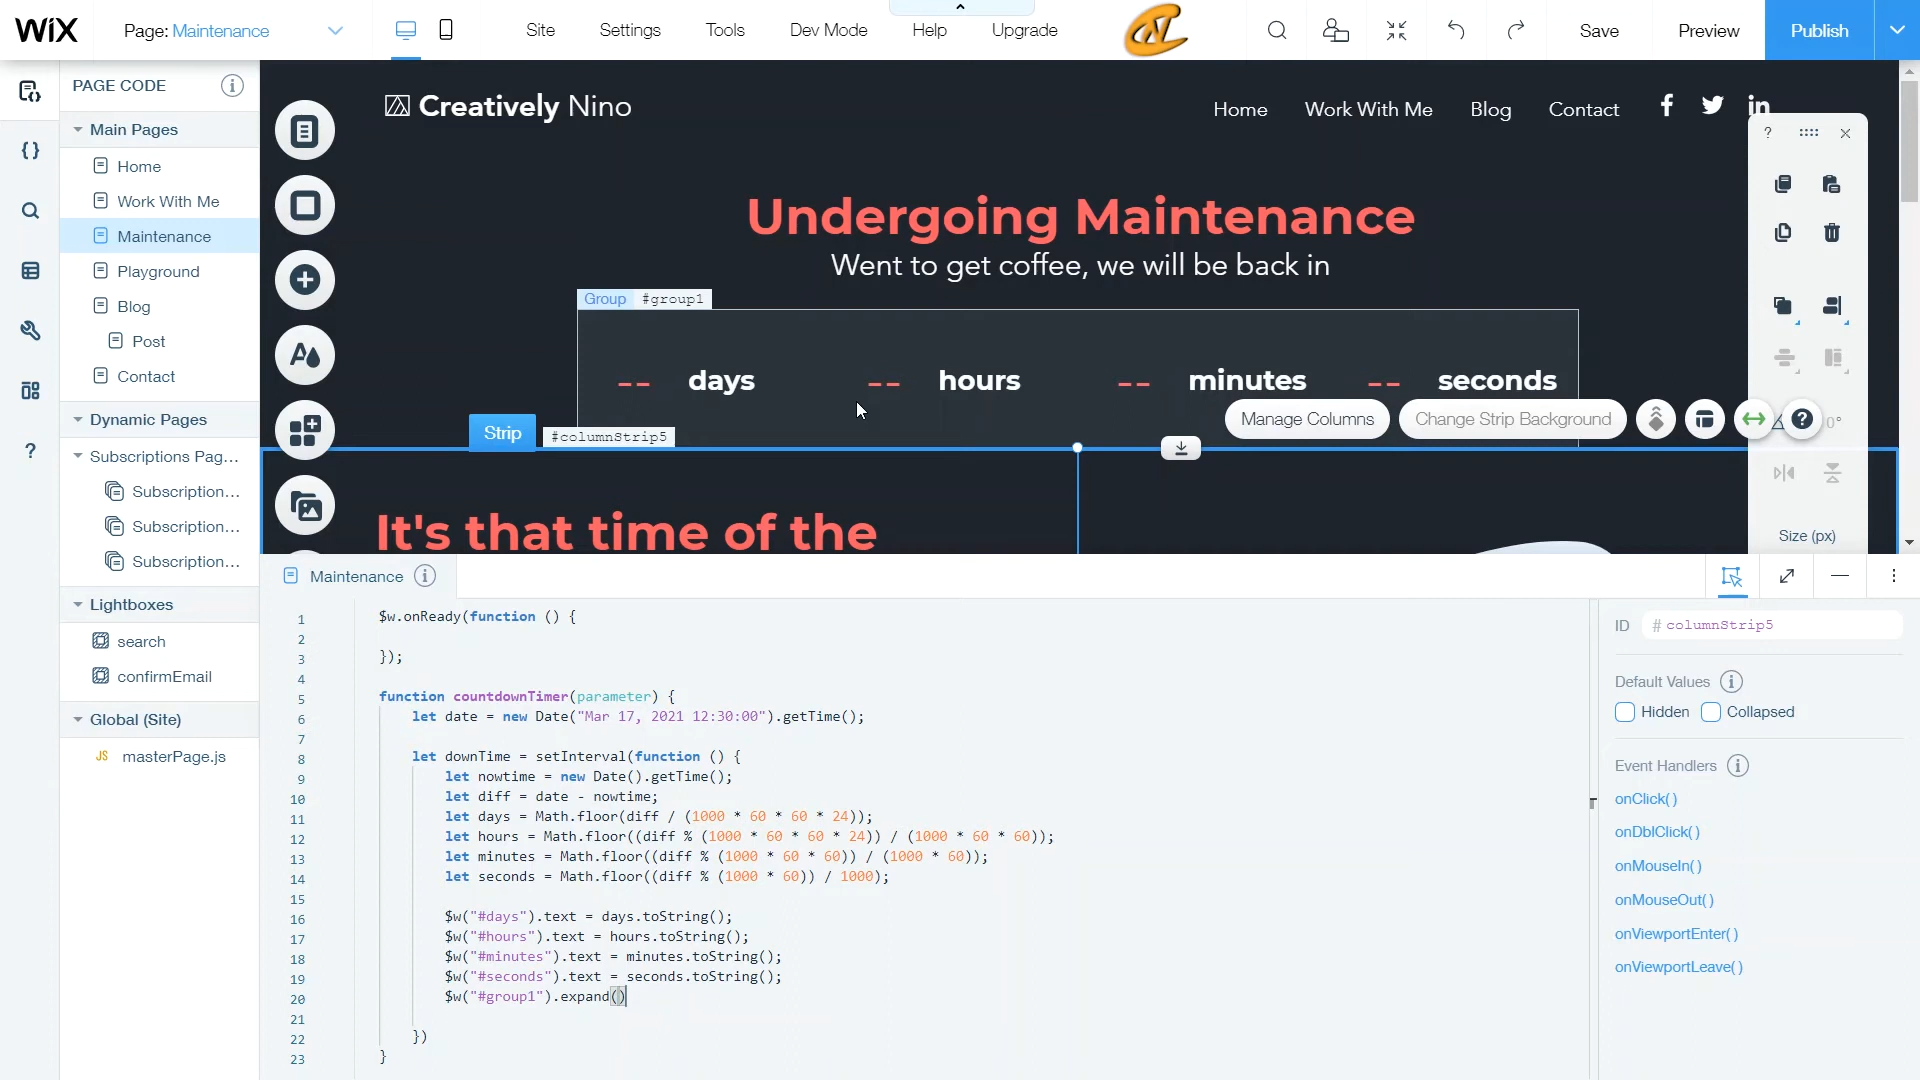 WiX
Page: Maintenance
Site
Settings
Tools
Dev Mode
Help
Upgrade
Save
Preview
Publish
PAGE CODE
Main Pages
Home
Work With Me
Maintenance
Playground
Blog
Post
Contact
Dynamic Pages
Subscriptions Pag...
Subscription...
Subscription...
Subscription...
Lightboxes
search
confirmEmail
Global (Site)
JS masterPage.js
Creatively Nino
Home
Work With Me
Blog
Contact
Undergoing Maintenance
Went to get coffee, we will be back in
Group #group1
-- days
-- hours
-- minutes
-- seconds
Strip #columnStrip5
Manage Columns
Change Strip Background
0°
It's that time of the
Size (px)
Maintenance
1 $w.onReady(function () {
2
3 });
4
5 function countdownTimer(parameter) {
6 let date = new Date("Mar 17, 2021 12:30:00").getTime();
7
8 let downTime = setInterval(function () {
9 let nowtime = new Date().getTime();
10 let diff = date - nowtime;
11 let days = Math.floor(diff / (1000 * 60 * 60 * 24));
12 let hours = Math.floor((diff % (1000 * 60 * 60 * 24)) / (1000 * 60 * 60));
13 let minutes = Math.floor((diff % (1000 * 60 * 60)) / (1000 * 60));
14 let seconds = Math.floor((diff % (1000 * 60)) / 1000);
15
16 $w("#days").text = days.toString();
17 $w("#hours").text = hours.toString();
18 $w("#minutes").text = minutes.toString();
19 $w("#seconds").text = seconds.toString();
20 $w("#group1").expand()
21
22 })
23 }
ID # columnStrip5
Default Values
Hidden
Collapsed
Event Handlers
onClick()
onDblClick()
onMouseIn()
onMouseOut()
onViewportEnter()
onViewportLeave()